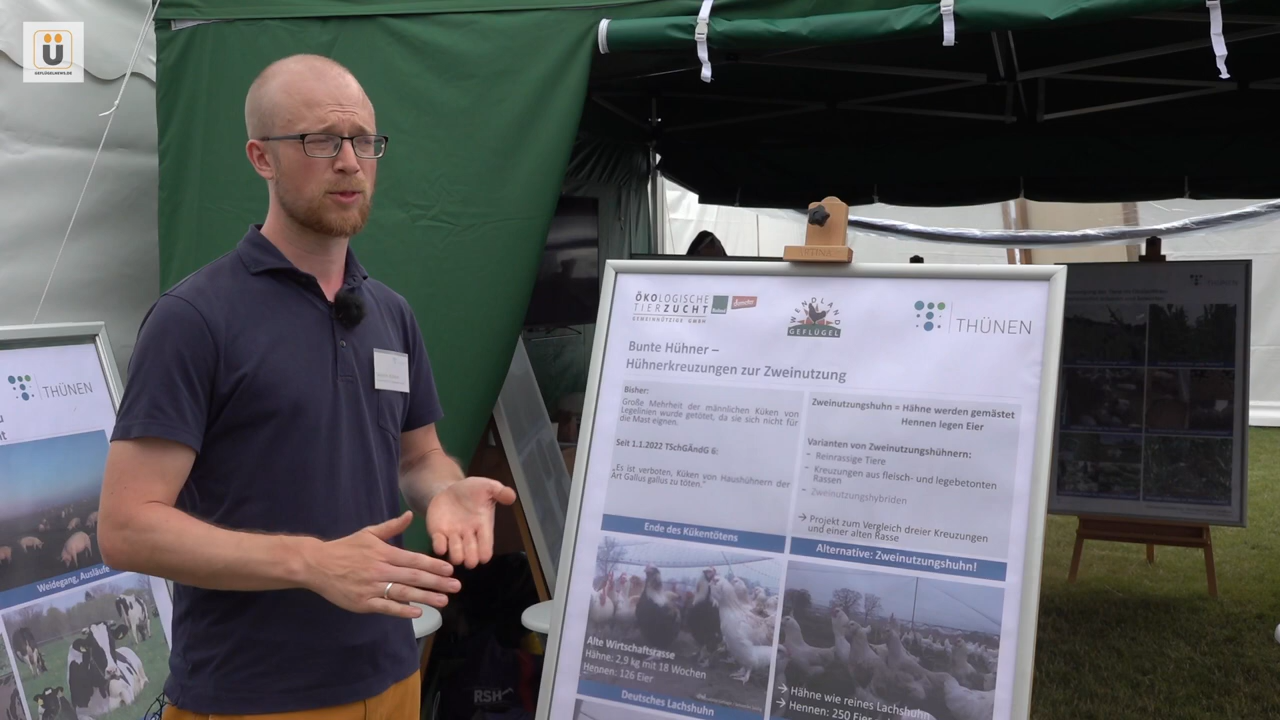 Ü
GEFLÜGELNEWS.DE
THÜNEN
Weidegang, Ausläufe
RSH
ÖKOLOGISCHE
TIERZUCHT
GEMEINNÜTZIGE GMBH
Bioland
demeter
WENDLAND
GEFLÜGEL
THÜNEN
Bunte Hühner –
Hühnerkreuzungen zur Zweinutzung
Bisher:
Große Mehrheit der männlichen Küken von
Legelinien wurde getötet, da sie sich nicht für
die Mast eignen.
Seit 1.1.2022 TSchGÄndG 6:
„Es ist verboten, Küken von Haushühnern der
Art Gallus gallus zu töten."
Ende des Kükentötens
Zweinutzungshuhn = Hähne werden gemästet
Hennen legen Eier
Varianten von Zweinutzungshühnern:
- Reinrassige Tiere
- Kreuzungen aus fleisch- und legebetonten
Rassen
- Zweinutzungshybriden
→ Projekt zum Vergleich dreier Kreuzungen
und einer alten Rasse
Alternative: Zweinutzungshuhn!
Alte Wirtschaftsrasse
Hähne: 2,9 kg mit 18 Wochen
Hennen: 126 Eier
Deutsches Lachshuhn
→ Hähne wie reines Lachshuhn
→ Hennen: 250 Eier
THÜNEN